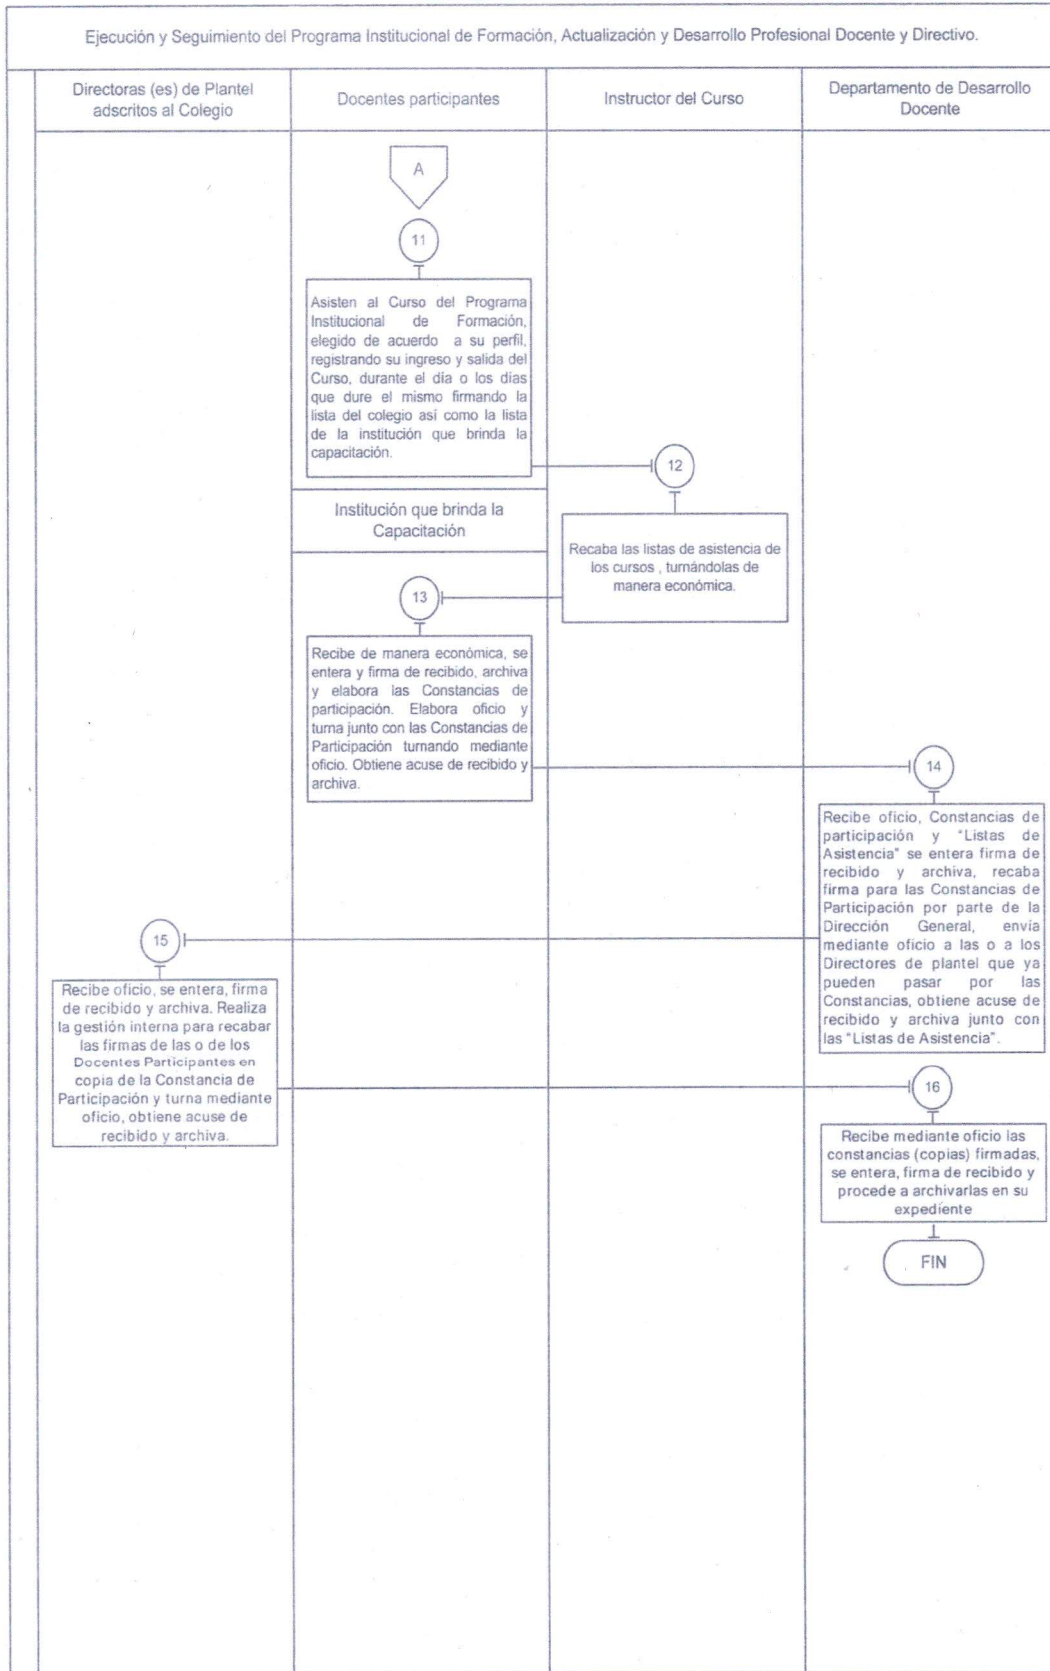 Ejecución y Seguimiento del Programa Institucional de Formación, Actualización y Desarrollo Profesional Docente y Directivo.
Directoras (es) de Plantel
adscritos al Colegio
Docentes participantes
Instructor del Curso
Departamento de Desarrollo
Docente
A
11
Asisten al Curso del Programa
Institucional de Formación,
elegido de acuerdo a su perfil,
registrando su ingreso y salida del
Curso, durante el día o los días
que dure el mismo firmando la
lista del colegio así como la lista
de la institución que brinda la
capacitación.
12
Recaba las listas de asistencia de
los cursos , turnándolas de
manera económica.
Institución que brinda la
Capacitación
13
Recibe de manera económica, se
entera y firma de recibido, archiva
y elabora las Constancias de
participación. Elabora oficio y
turna junto con las Constancias de
Participación turnando mediante
oficio. Obtiene acuse de recibido y
archiva.
14
Recibe oficio, Constancias de
participación y "Listas de
Asistencia" se entera firma de
recibido y archiva, recaba
firma para las Constancias de
Participación por parte de la
Dirección General, envía
mediante oficio a las o a los
Directores de plantel que ya
pueden pasar por las
Constancias, obtiene acuse de
recibido y archiva junto con
las "Listas de Asistencia".
15
Recibe oficio, se entera, firma
de recibido y archiva. Realiza
la gestión interna para recabar
las firmas de las o de los
Docentes Participantes en
copia de la Constancia de
Participación y turna mediante
oficio, obtiene acuse de
recibido y archiva.
16
Recibe mediante oficio las
constancias (copias) firmadas,
se entera, firma de recibido y
procede a archivarlas en su
expediente
FIN